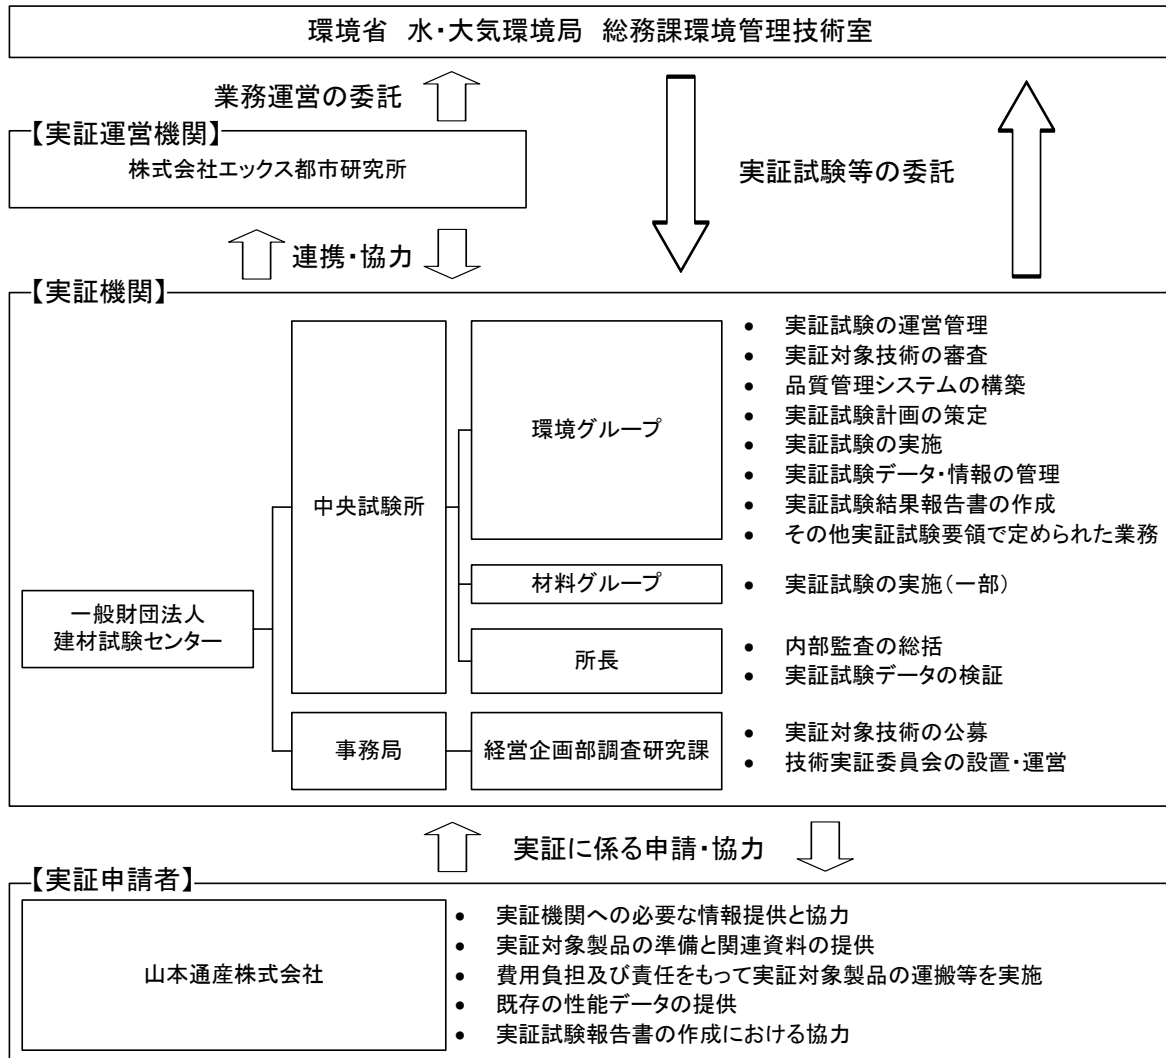 環境省　水・大気環境局　総務課環境管理技術室
業務運営の委託
【実証運営機関】
株式会社エックス都市研究所
実証試験等の委託
連携・協力
【実証機関】
一般財団法人
建材試験センター
中央試験所
環境グループ
• 実証試験の運営管理
• 実証対象技術の審査
• 品質管理システムの構築
• 実証試験計画の策定
• 実証試験の実施
• 実証試験データ・情報の管理
• 実証試験結果報告書の作成
• その他実証試験要領で定められた業務
材料グループ
• 実証試験の実施（一部）
所長
• 内部監査の総括
• 実証試験データの検証
事務局
経営企画部調査研究課
• 実証対象技術の公募
• 技術実証委員会の設置・運営
実証に係る申請・協力
【実証申請者】
山本通産株式会社
• 実証機関への必要な情報提供と協力
• 実証対象製品の準備と関連資料の提供
• 費用負担及び責任をもって実証対象製品の運搬等を実施
• 既存の性能データの提供
• 実証試験報告書の作成における協力